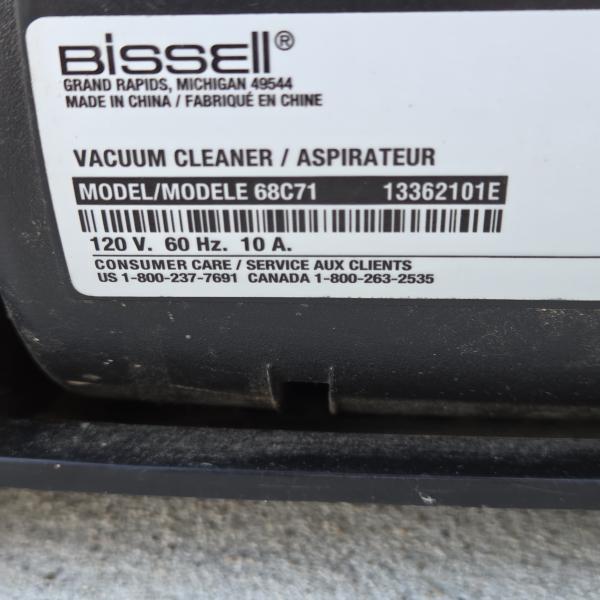 BISSELL®
GRAND RAPIDS, MICHIGAN 49544
MADE IN CHINA / FABRIQUÉ EN CHINE
VACUUM CLEANER / ASPIRATEUR
MODEL/MODELE 68C71 13362101E
120 V. 60 Hz. 10 A.
CONSUMER CARE / SERVICE AUX CLIENTS
US 1-800-237-7691 CANADA 1-800-263-2535